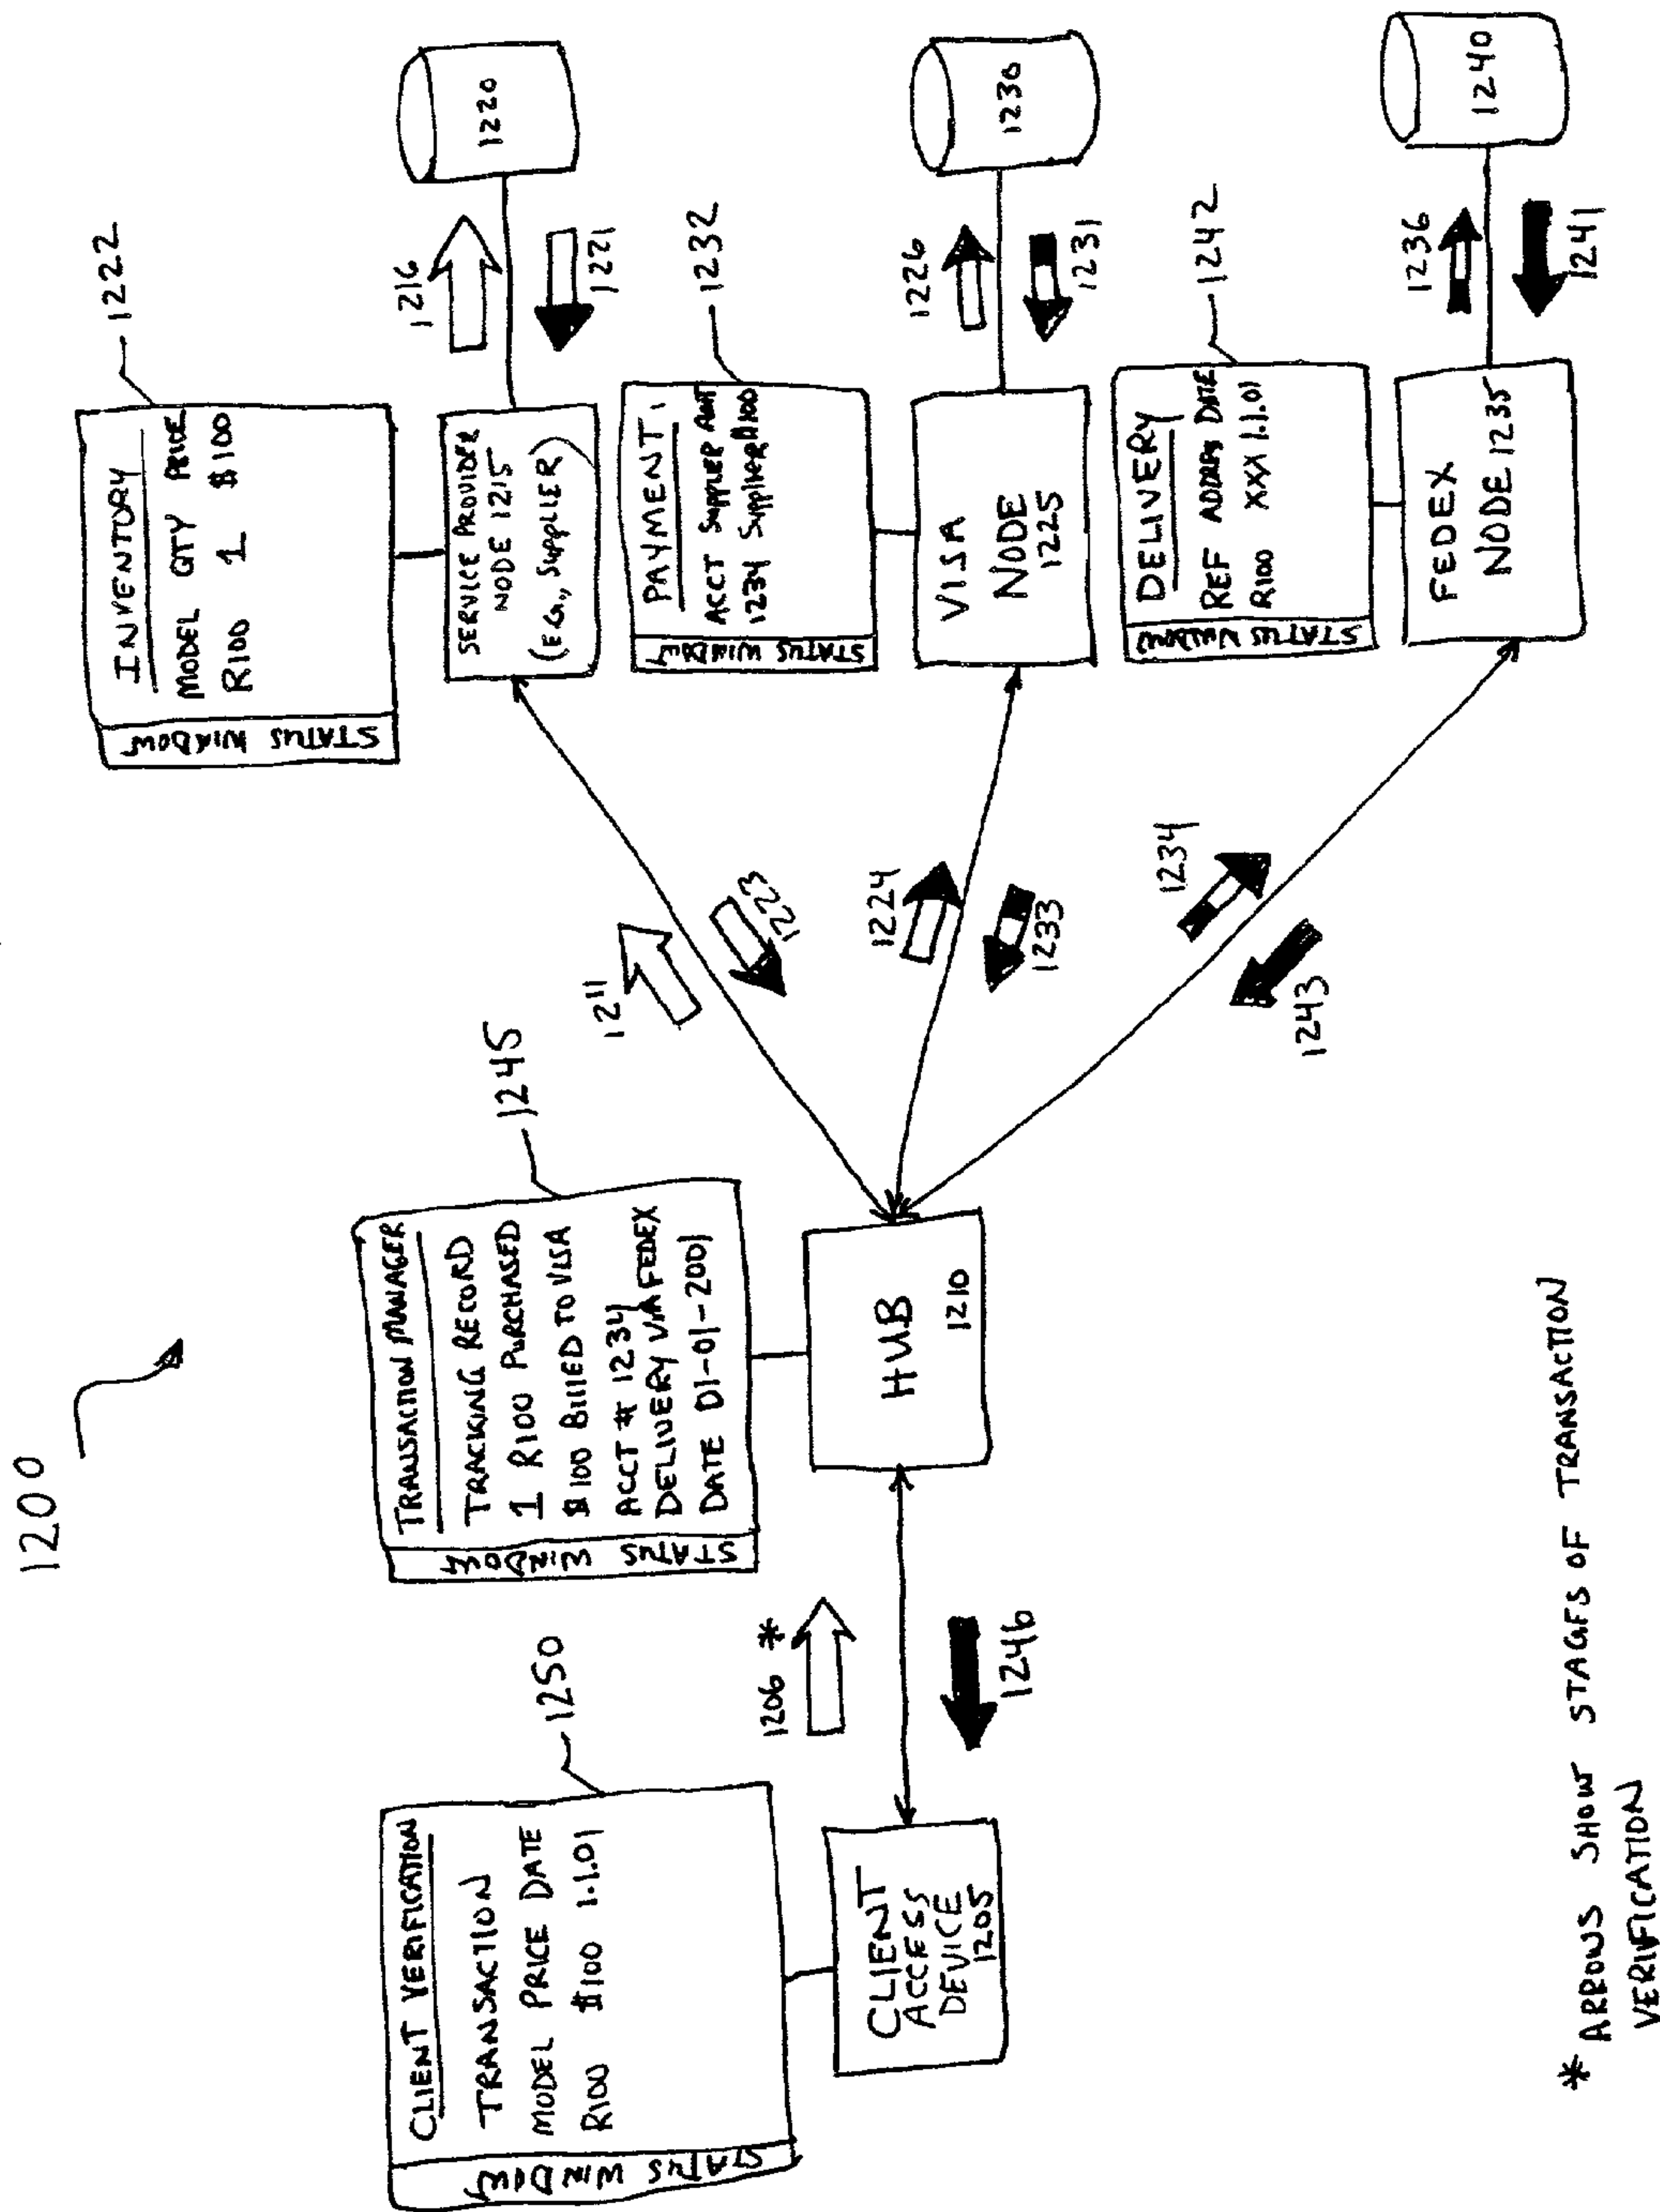 1200
1250
STATUS WINDOW
CLIENT VERIFICATION
TRANSACTION
MODEL PRICE DATE
R100 $100 1.1.01
CLIENT
ACCESS
DEVICE
1205
1206 *
1246
1245
STATUS WINDOW
TRANSACTION MANAGER
TRACKING RECORD
1 R100 PURCHASED
$100 BIllED TO VISA
ACCT # 1234
DELIVERY VIA FEDEX
DATE 01-01-2001
HUB
1210
1211
1223
1224
1233
1234
1243
1222
STATUS WINDOW
INVENTORY
MODEL QTY PRICE
R100 1 $100
SERVICE PROVIDER
NODE 1215
(E.G., SUPPLIER)
1216
1221
1220
1232
STATUS WINDOW
PAYMENT
ACCT SUPPLIER AMT
1234 SUPPLIER $100
VISA
NODE
1225
1226
1231
1230
1242
STATUS WINDOW
DELIVERY
REF ADDRESS DATE
R100 XXX 1.1.01
FEDEX
NODE 1235
1236
1241
1240
* ARROWS SHOW STAGES OF TRANSACTION
VERIFICATION